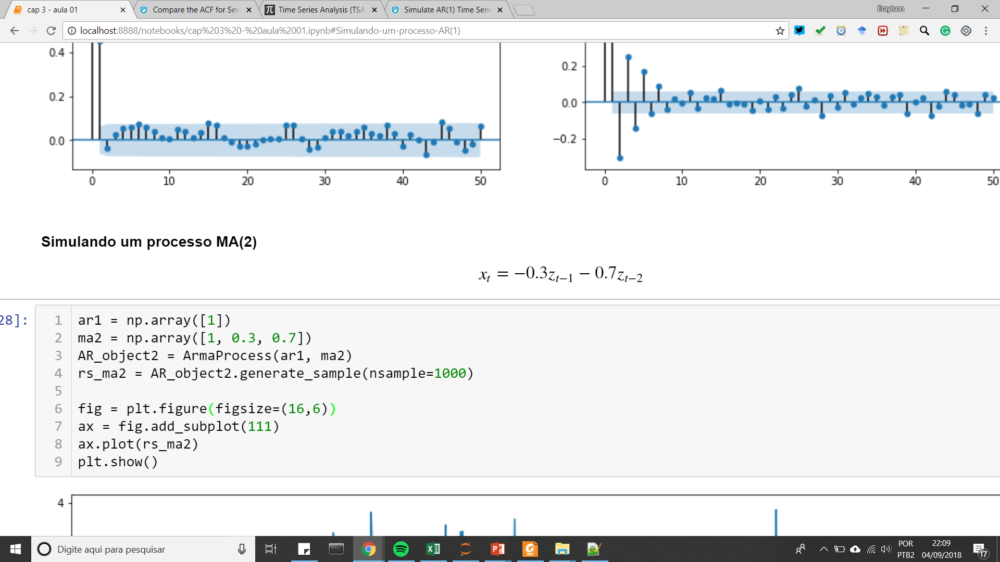 cap 3 - aula 01
Compare the ACF for Sev
Time Series Analysis (TSA
Simulate AR(1) Time Serie
Eraylson
localhost:8888/notebooks/cap%203%20-%20aula%2001.ipynb#Simulando-um-processo-AR(1)
0.4
0.2
0.0
0 10 20 30 40 50
0.2
0.0
−0.2
0 10 20 30 40 50
Simulando um processo MA(2)
xₜ = −0.3zₜ₋₁ − 0.7zₜ₋₂
28]:
1 ar1 = np.array([1])
2 ma2 = np.array([1, 0.3, 0.7])
3 AR_object2 = ArmaProcess(ar1, ma2)
4 rs_ma2 = AR_object2.generate_sample(nsample=1000)
5
6 fig = plt.figure(figsize=(16,6))
7 ax = fig.add_subplot(111)
8 ax.plot(rs_ma2)
9 plt.show()
4
Digite aqui para pesquisar
POR
PTB2
22:09
04/09/2018
17